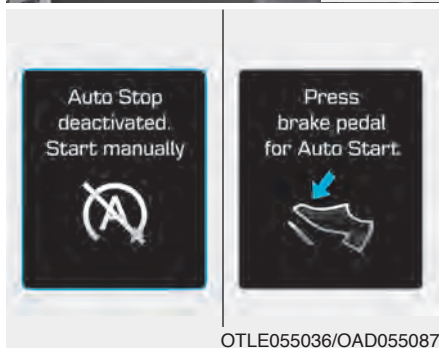 Auto Stop
deactivated.
Start manually
A
Press
brake pedal
for Auto Start
OTLE055036/OAD055087